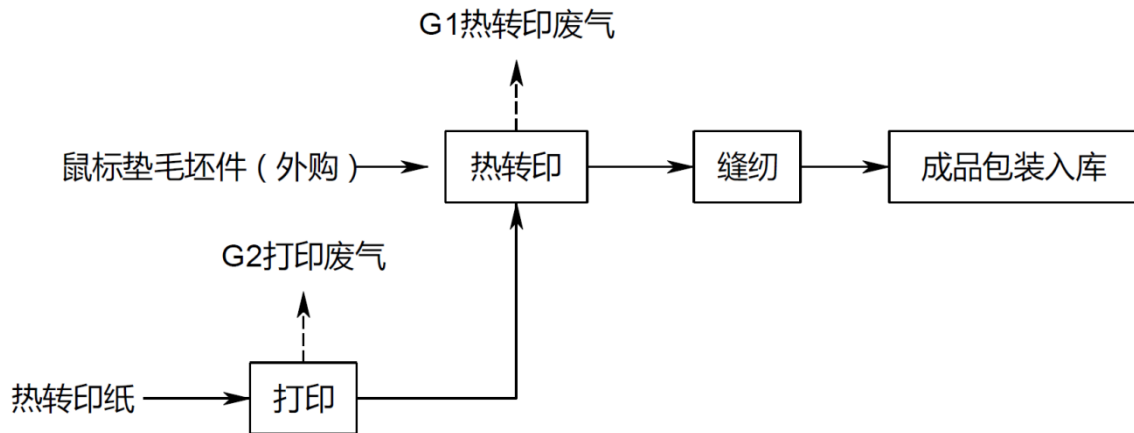 G1热转印废气
鼠标垫毛坯件（外购）
热转印
缝纫
成品包装入库
G2打印废气
热转印纸
打印